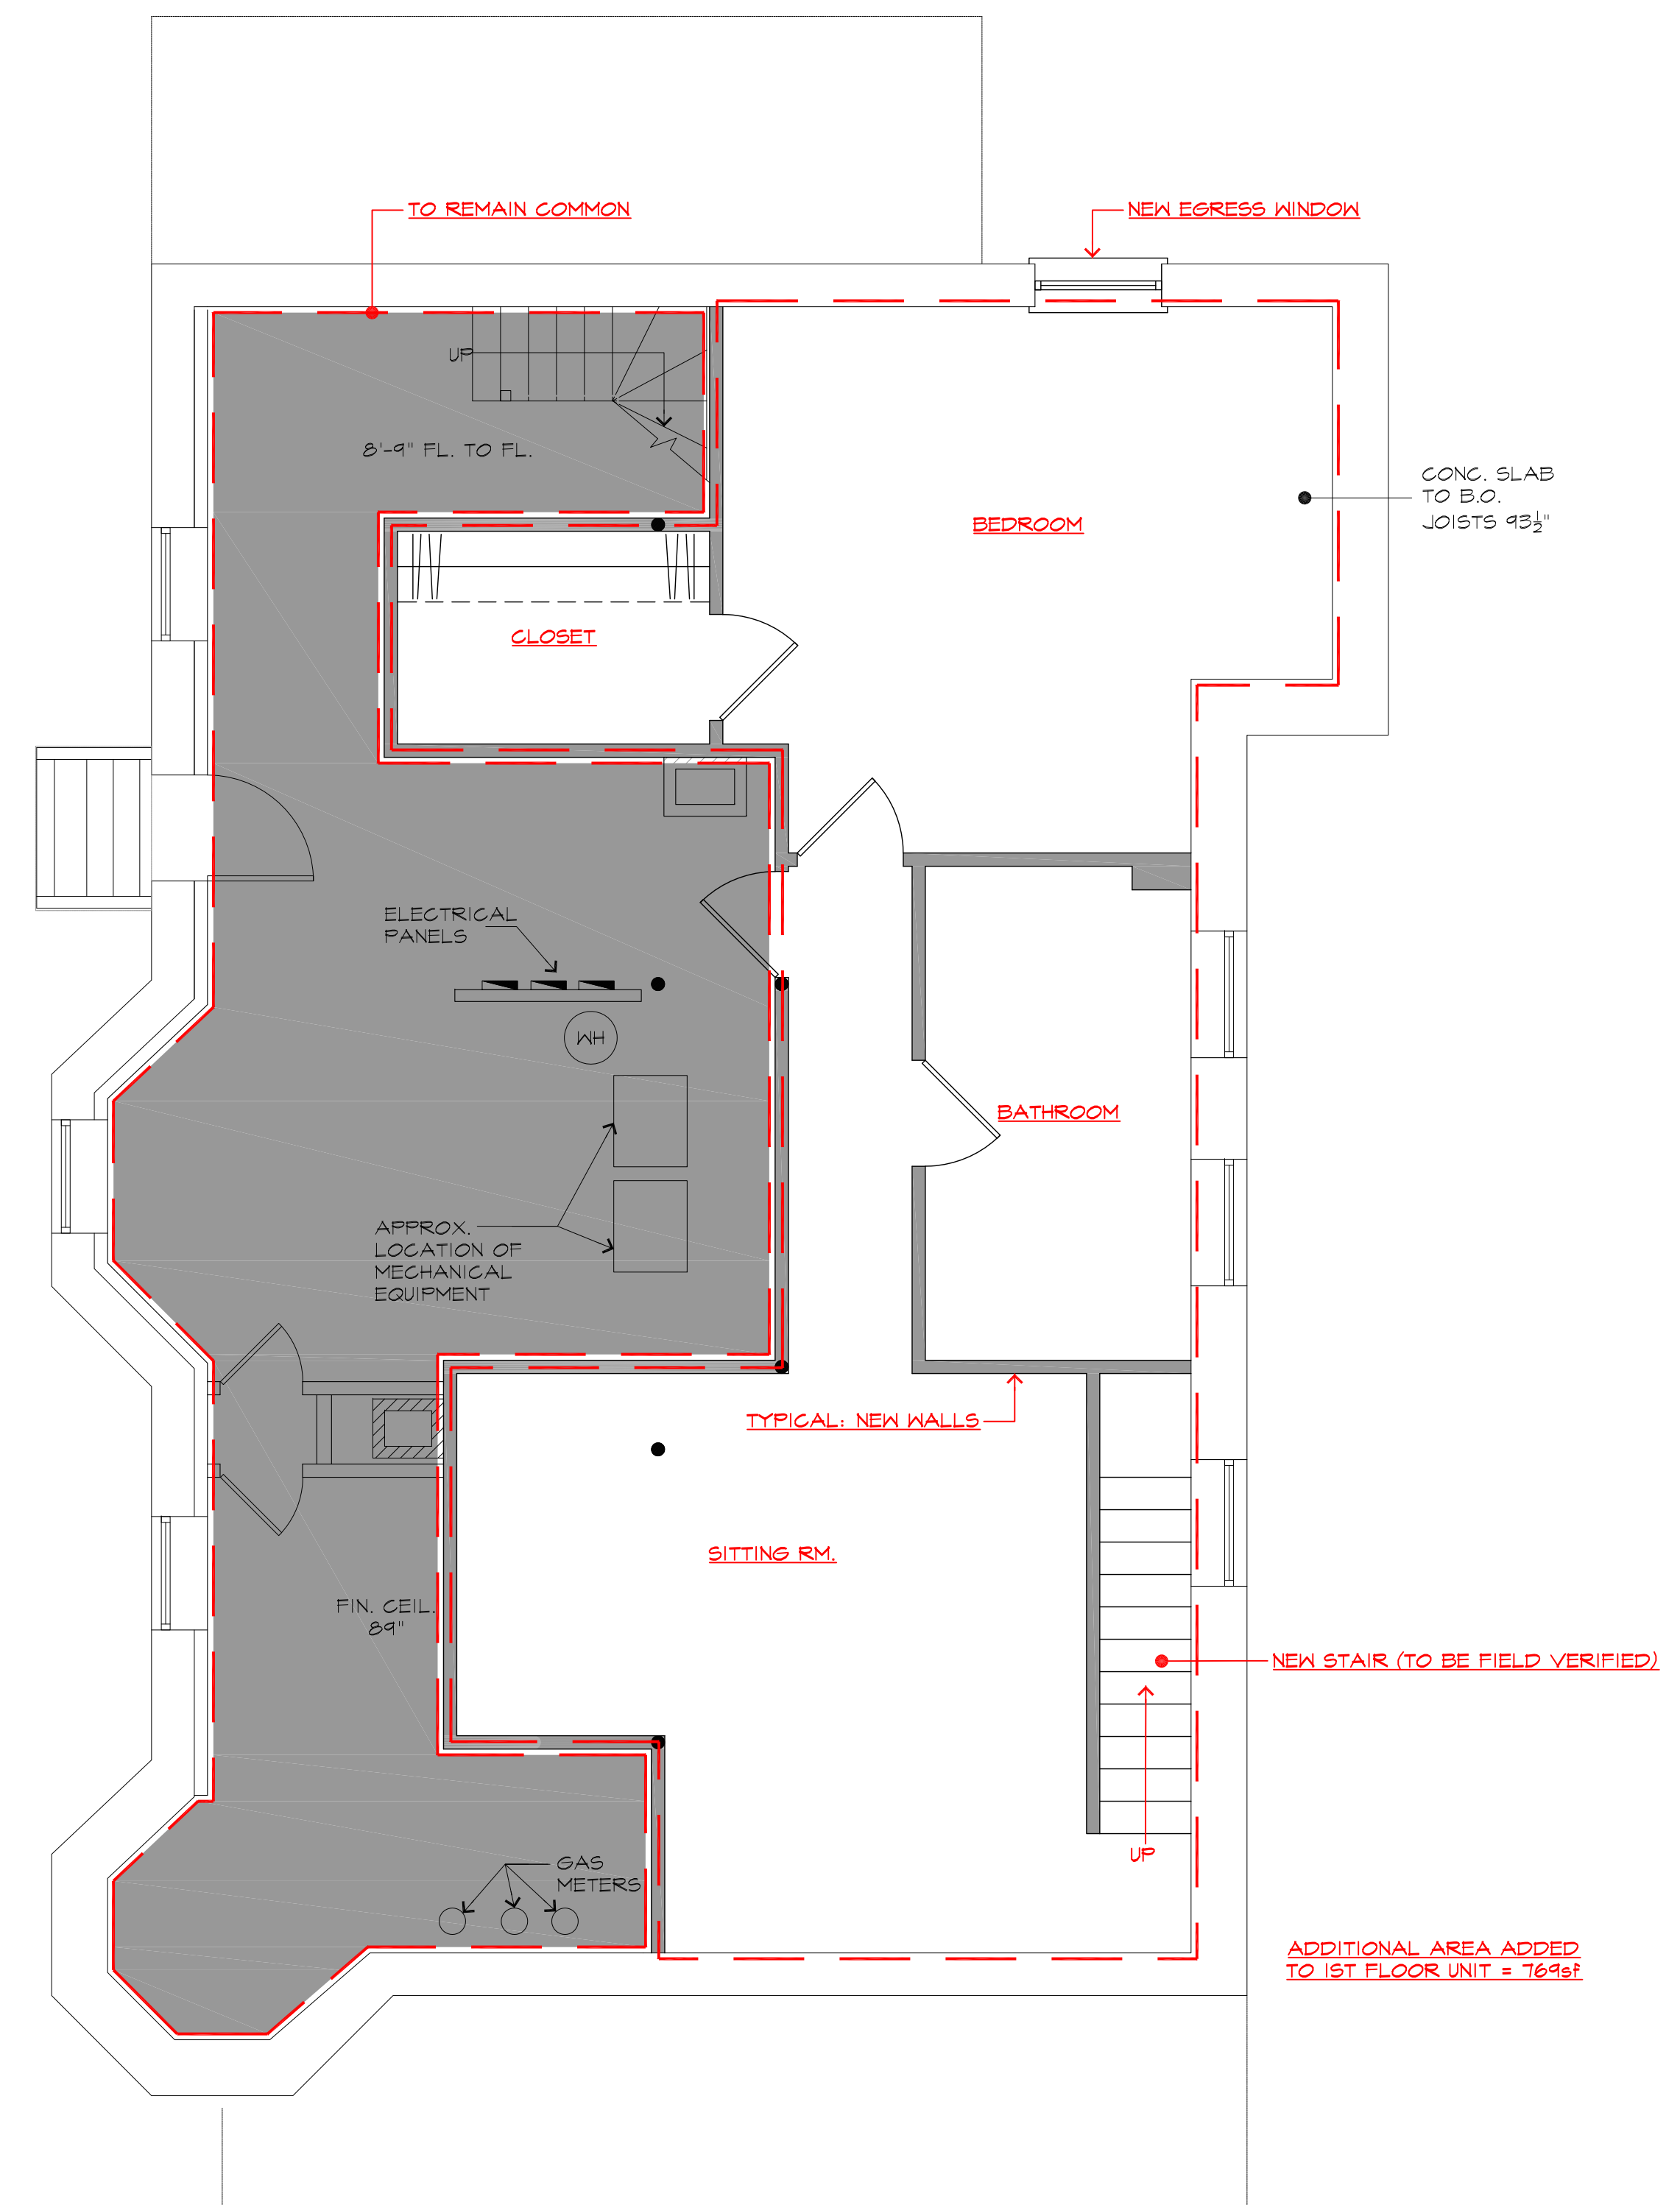 TO REMAIN COMMON
NEW EGRESS WINDOW
UP
8'-9" FL. TO FL.
CONC. SLAB
TO B.O.
JOISTS 93½"
BEDROOM
CLOSET
ELECTRICAL
PANELS
WH
BATHROOM
APPROX.
LOCATION OF
MECHANICAL
EQUIPMENT
TYPICAL: NEW WALLS
SITTING RM.
FIN. CEIL.
89"
NEW STAIR (TO BE FIELD VERIFIED)
UP
GAS
METERS
ADDITIONAL AREA ADDED
TO 1ST FLOOR UNIT = 769sf